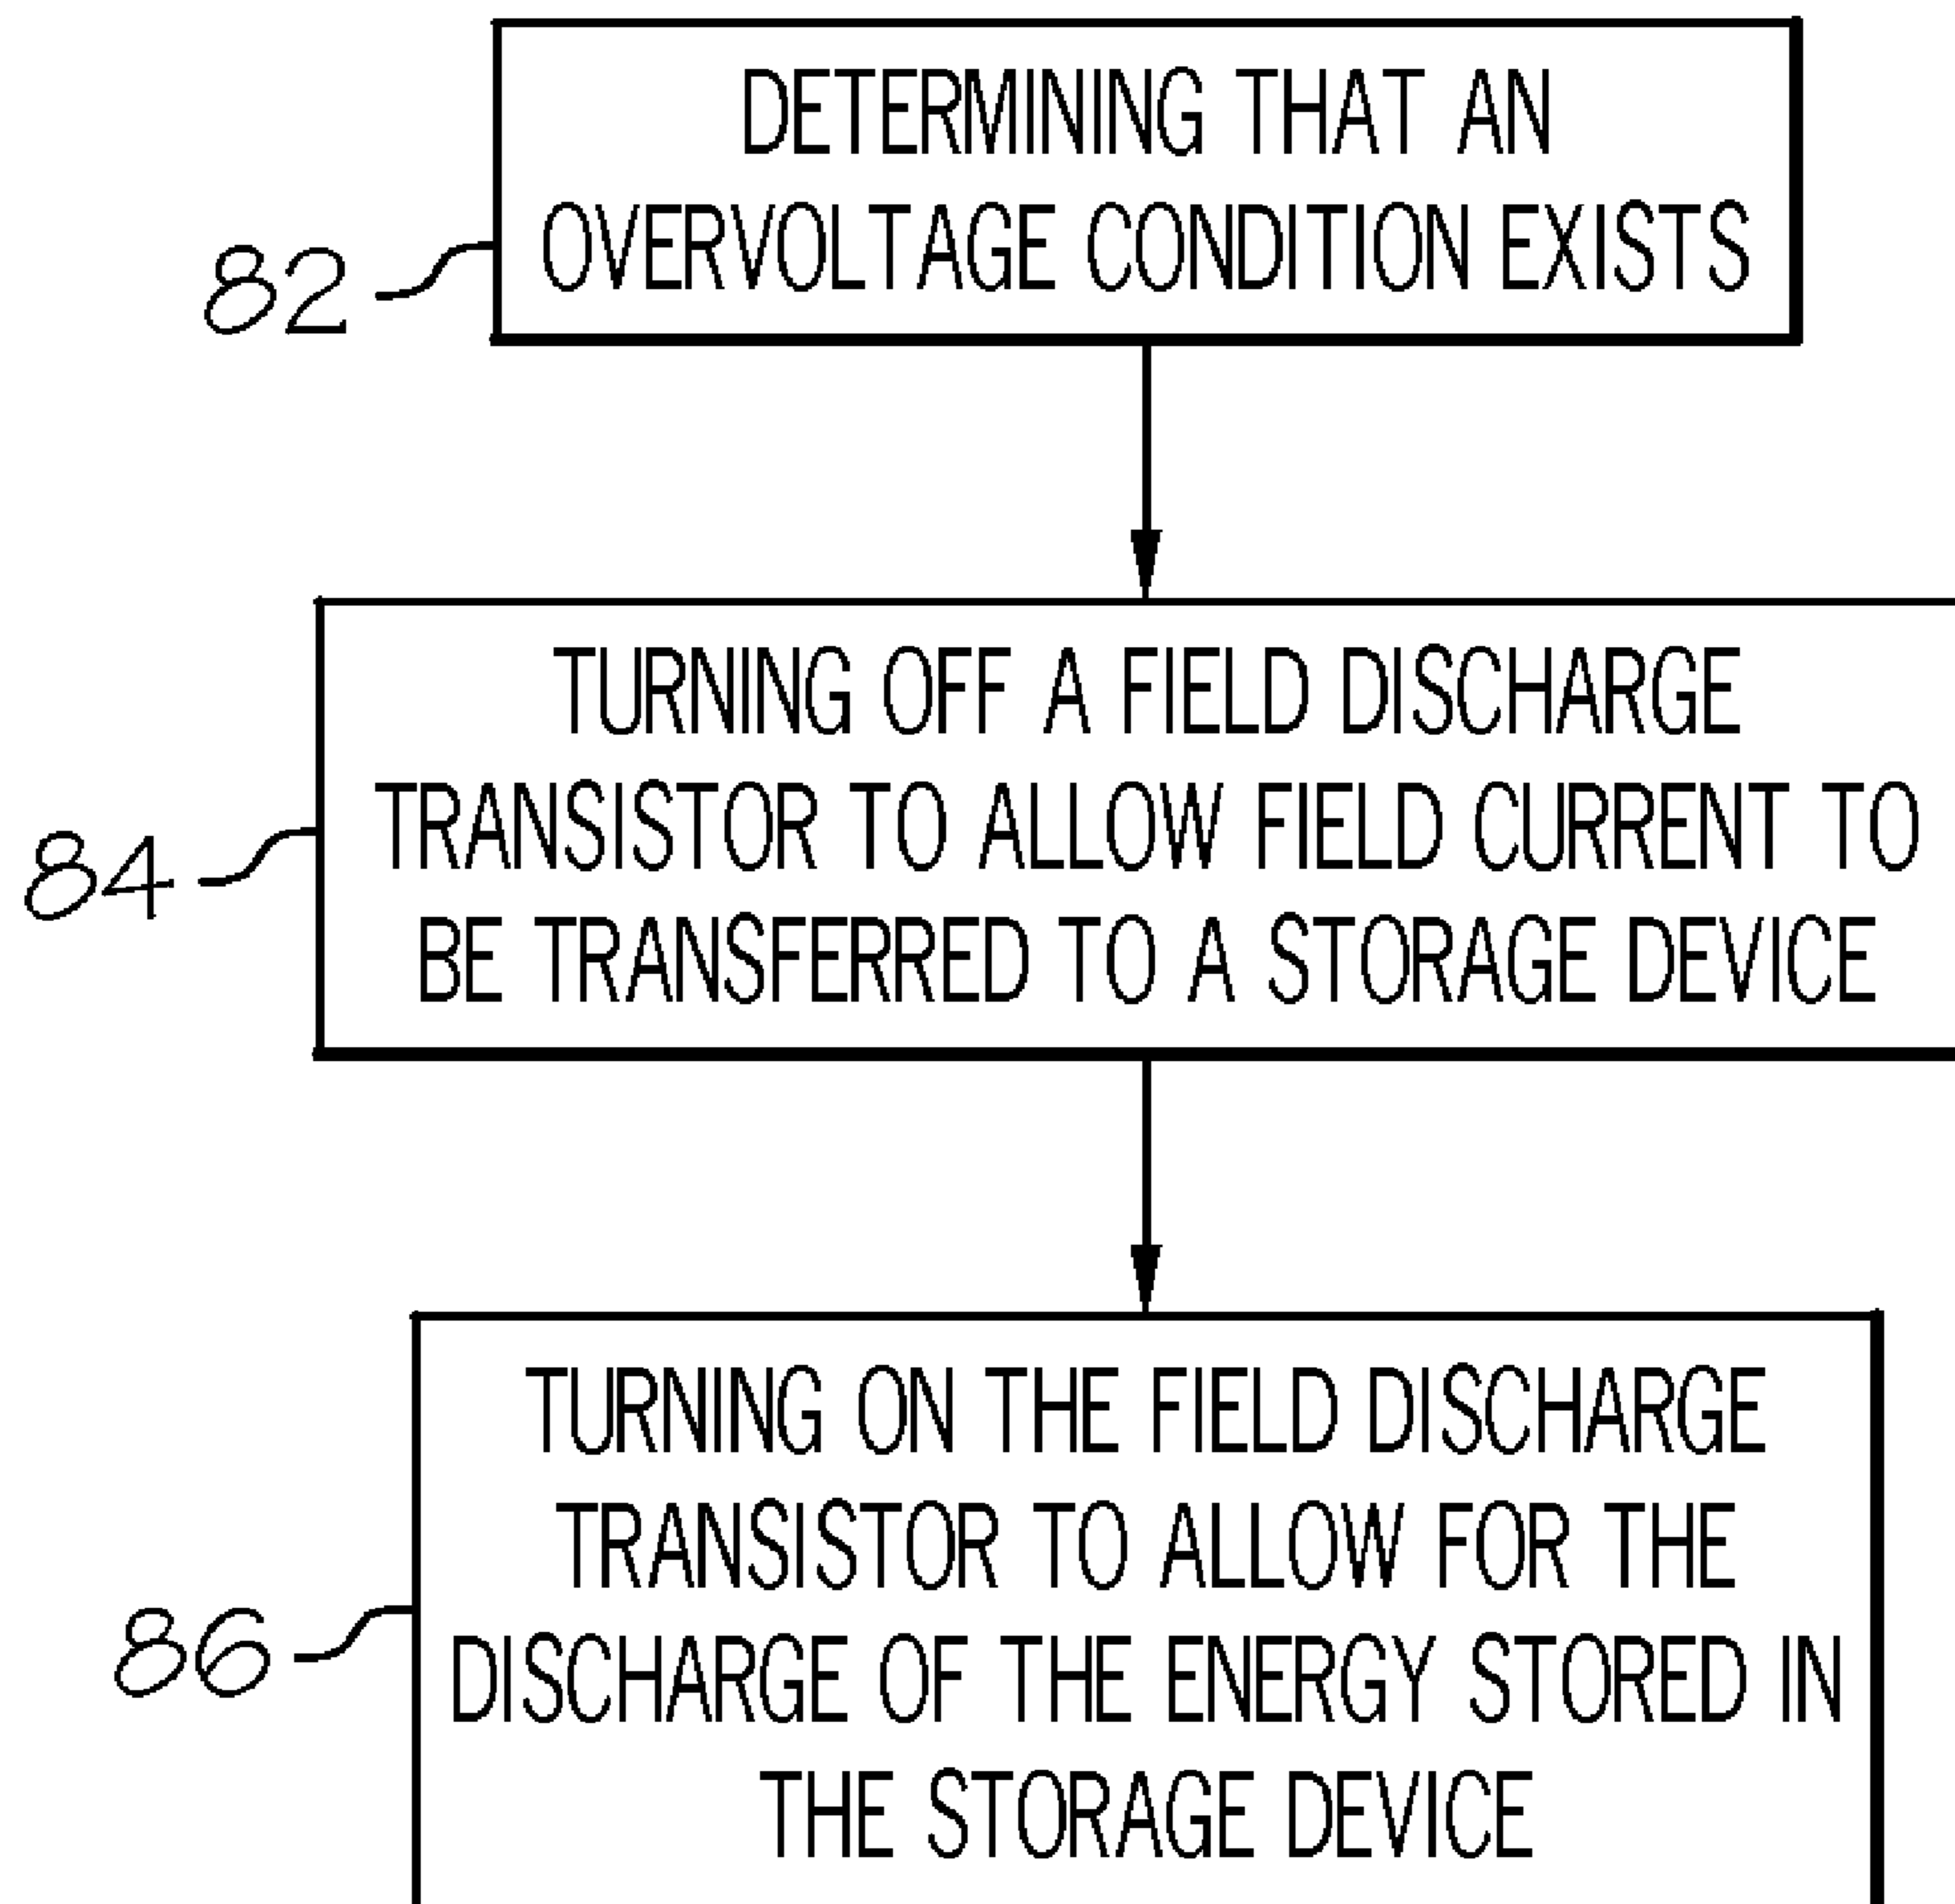 DETERMINING THAT AN
OVERVOLTAGE CONDITION EXISTS
82
TURNING OFF A FIELD DISCHARGE
TRANSISTOR TO ALLOW FIELD CURRENT TO
BE TRANSFERRED TO A STORAGE DEVICE
84
TURNING ON THE FIELD DISCHARGE
TRANSISTOR TO ALLOW FOR THE
DISCHARGE OF THE ENERGY STORED IN
THE STORAGE DEVICE
86